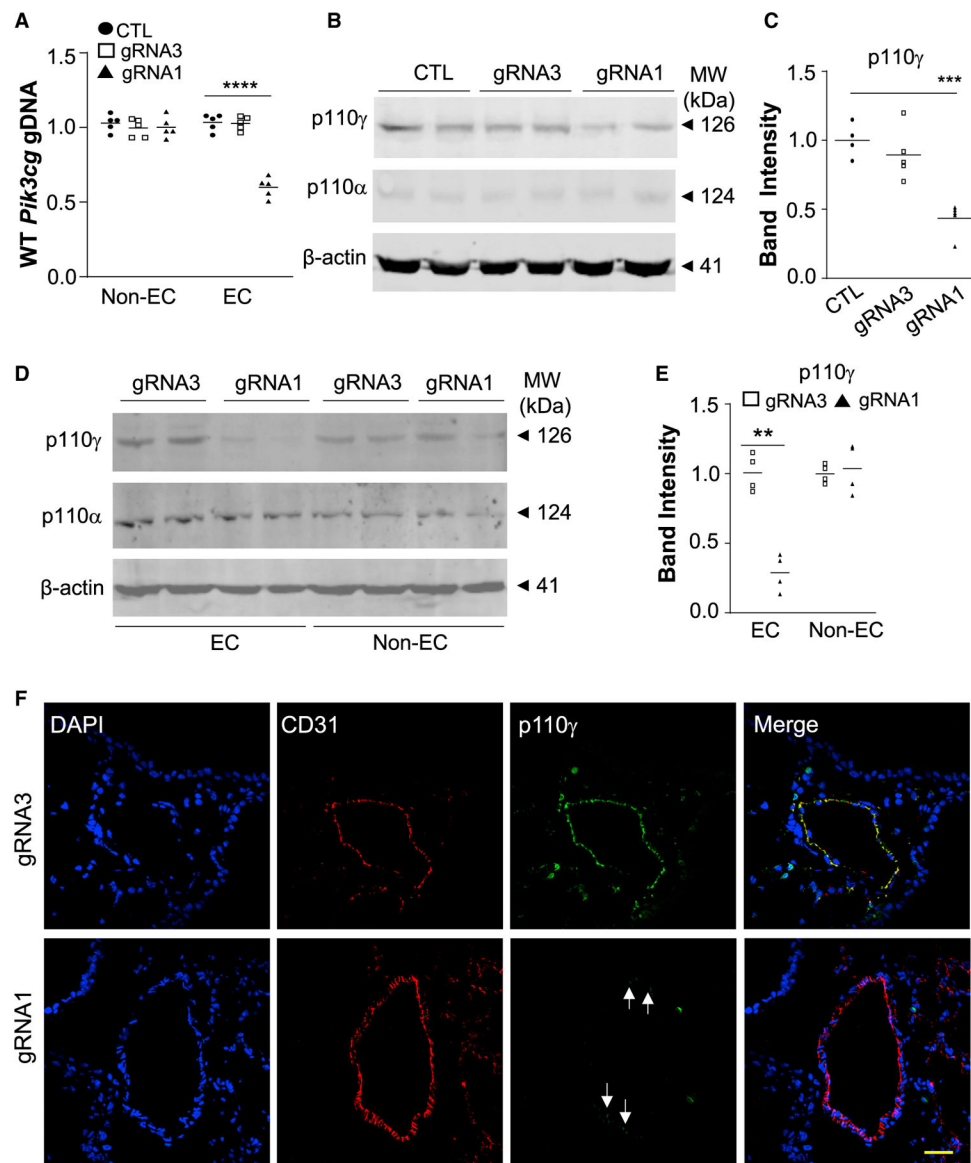 A
● CTL
□ gRNA3
▲ gRNA1
WT Pik3cg gDNA
1.5
1.0
0.5
0.0
****
Non-EC EC
B
CTL gRNA3 gRNA1 MW
(kDa)
p110γ ◄ 126
p110α ◄ 124
β-actin ◄ 41
C
p110γ
Band Intensity
1.5
1.0
0.5
0.0
***
CTL gRNA3 gRNA1
D
gRNA3 gRNA1 gRNA3 gRNA1 MW
(kDa)
p110γ ◄ 126
p110α ◄ 124
β-actin ◄ 41
EC Non-EC
E
p110γ
□ gRNA3 ▲ gRNA1
Band Intensity
1.5
1.0
0.5
0.0
**
EC Non-EC
F
DAPI CD31 p110γ Merge
gRNA3
gRNA1